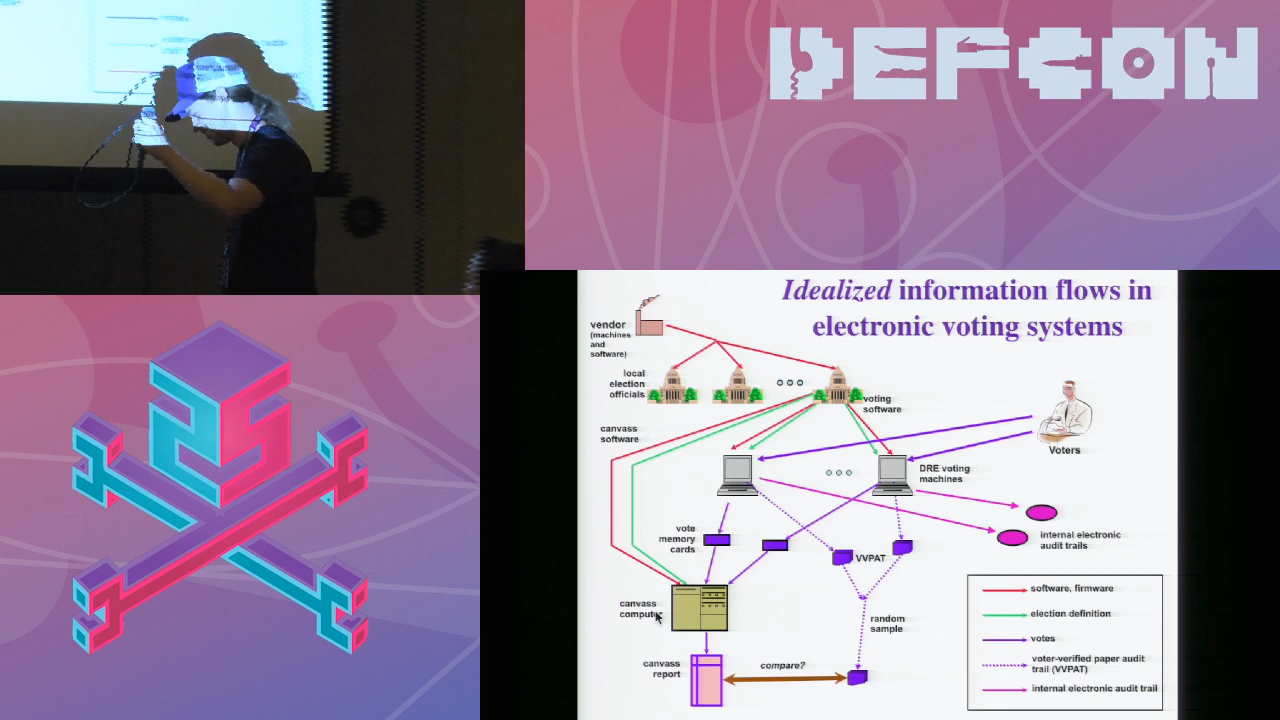 DEFCON
Idealized information flows in
electronic voting systems
vendor
(machines
and
software)
local
election
officials
voting
software
canvass
software
Voters
DRE voting
machines
vote
memory
cards
internal electronic
audit trails
VVPAT
canvass
computer
random
sample
canvass
report
compare?
software, firmware
election definition
votes
voter-verified paper audit
trail (VVPAT)
internal electronic audit trail